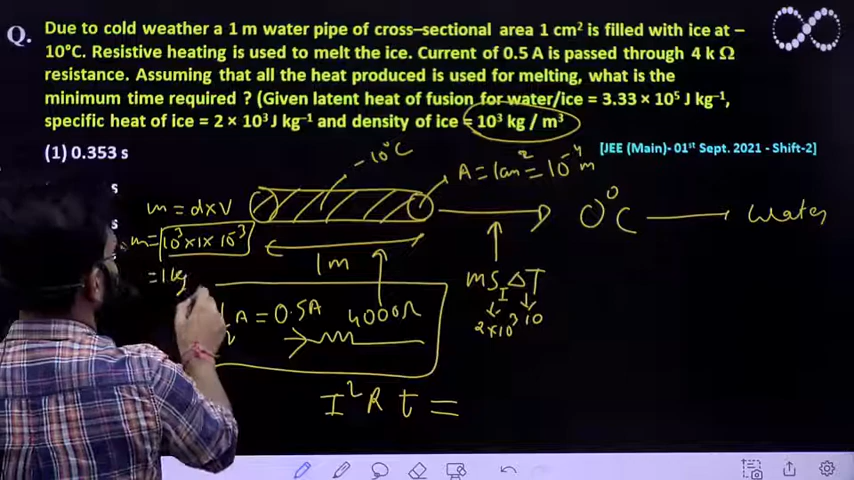 Q. Due to cold weather a 1 m water pipe of cross–sectional area 1 cm² is filled with ice at –
10°C. Resistive heating is used to melt the ice. Current of 0.5 A is passed through 4 k Ω
resistance. Assuming that all the heat produced is used for melting, what is the
minimum time required ? (Given latent heat of fusion for water/ice = 3.33 × 10⁵ J kg⁻¹,
specific heat of ice = 2 × 10³ J kg⁻¹ and density of ice = 10³ kg / m³
(1) 0.353 s
[JEE (Main)- 01st Sept. 2021 - Shift-2]
s
s
-10°C
A = 1cm² = 10⁻⁴ m
m = d×V
m = 10³×1×10⁻³
= 1kg
1m
0°C
water
mS_I ΔT
2×10³ 10
A = 0.5A
4000Ω
I²Rt =